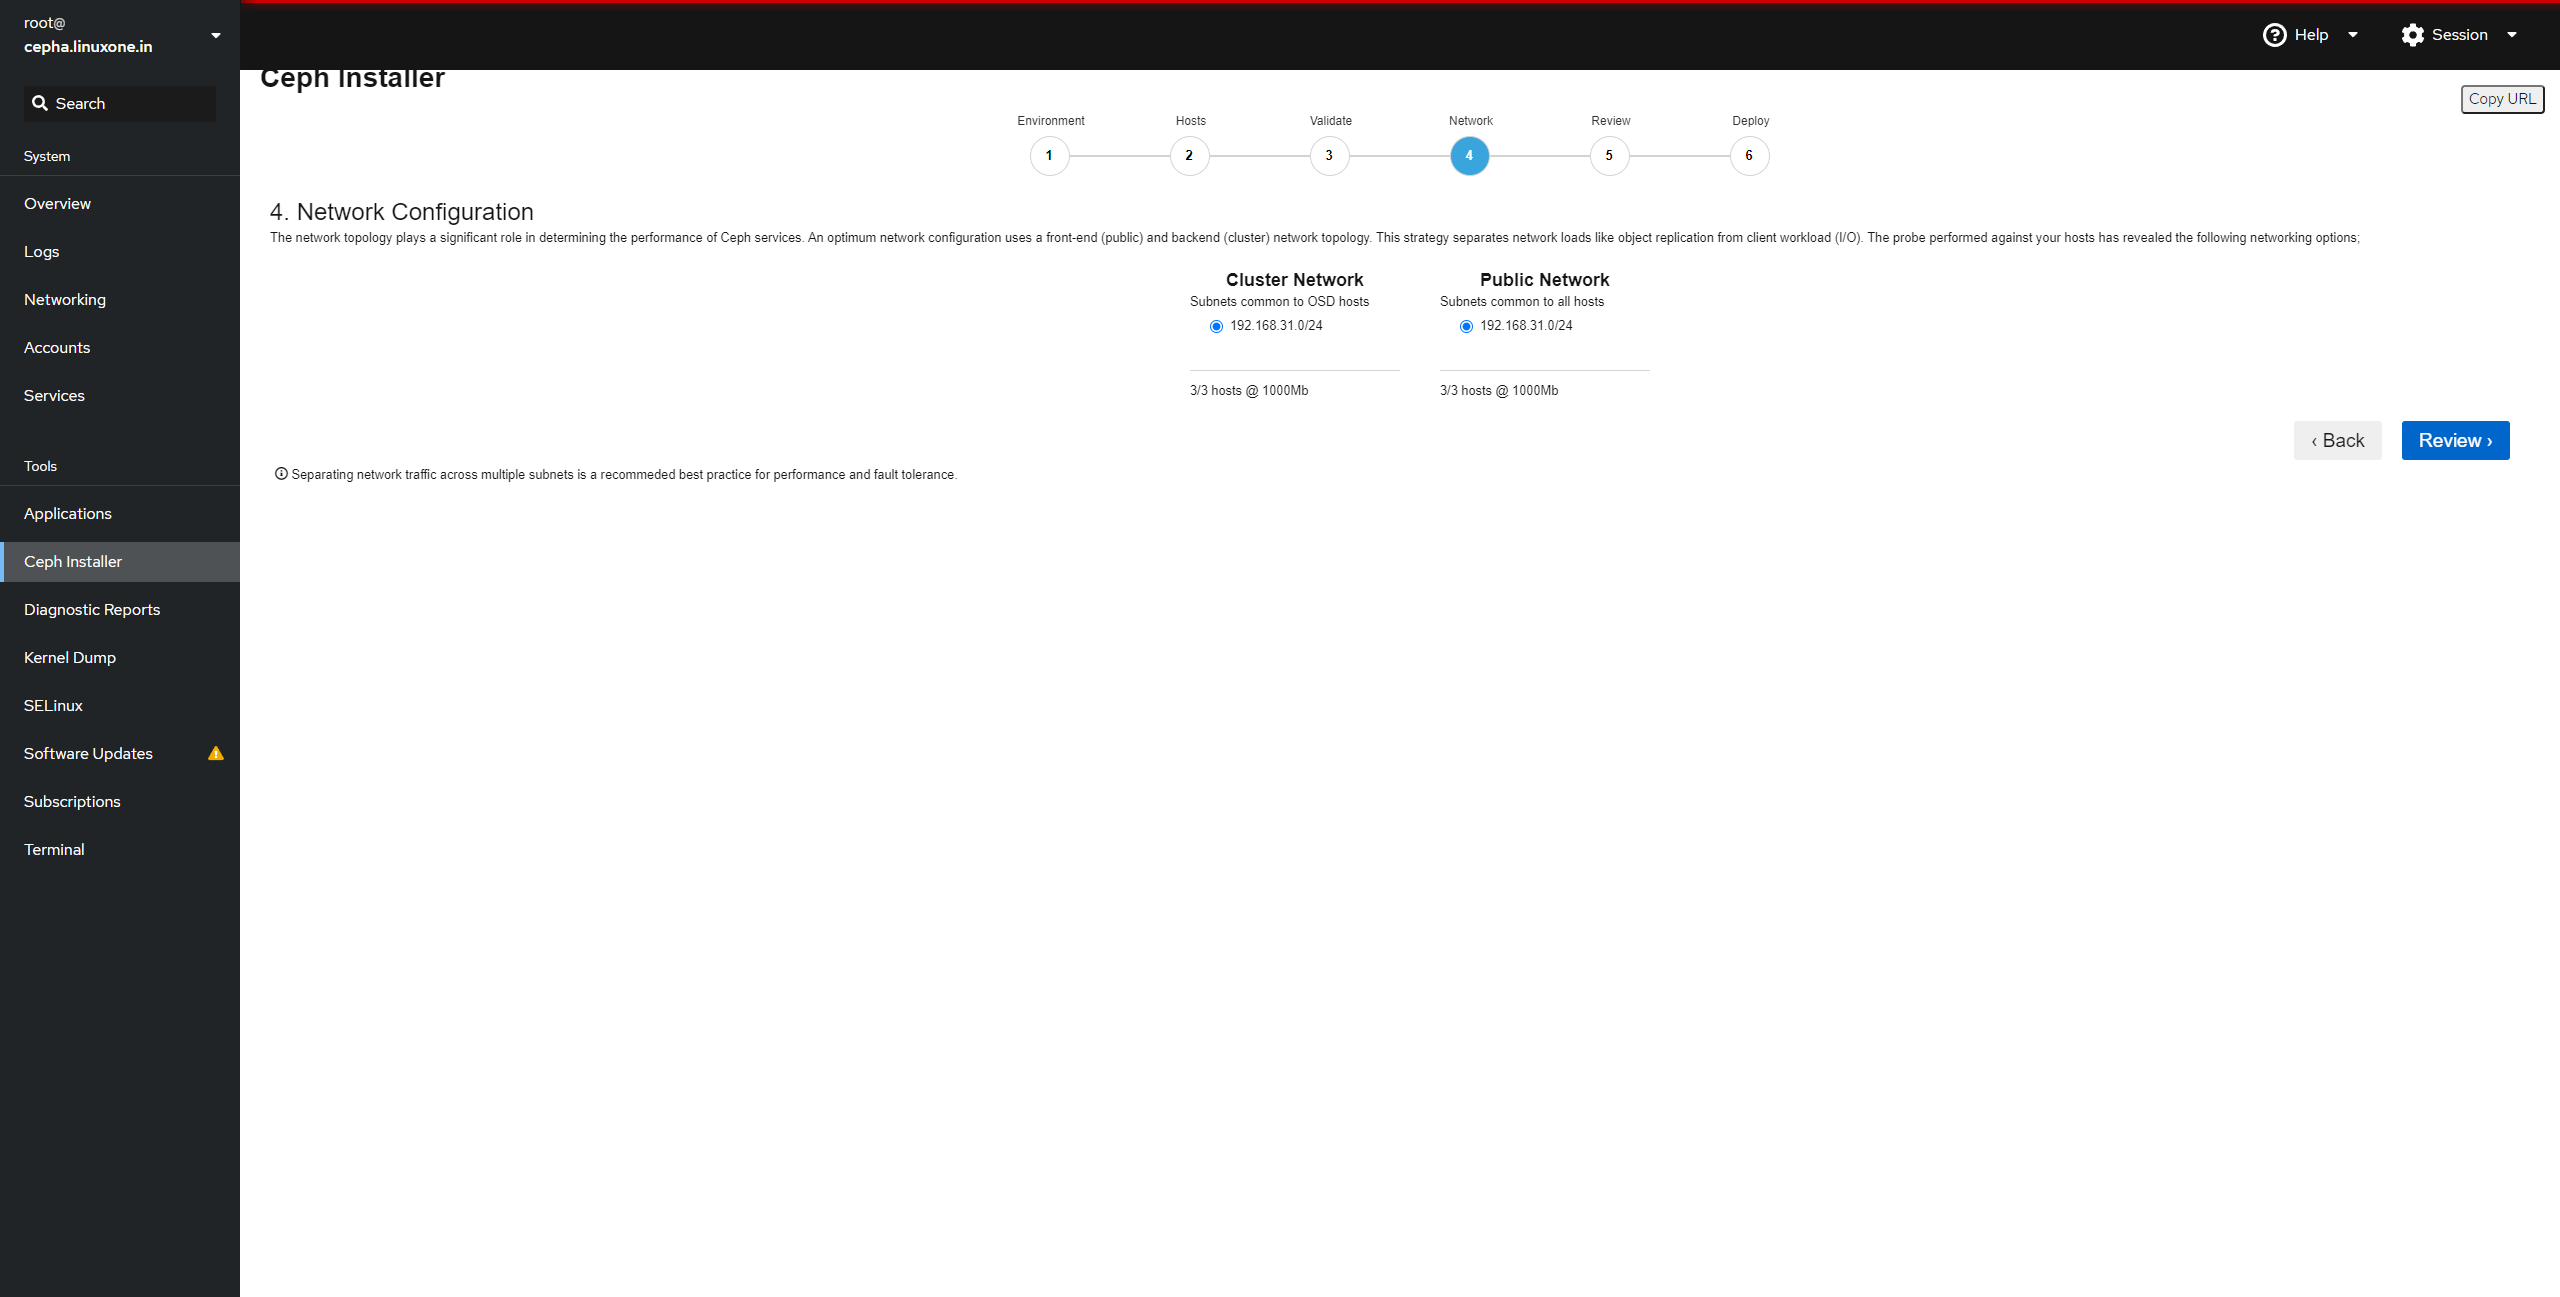 root@
cepha.linuxone.in
Search
System
Overview
Logs
Networking
Accounts
Services
Tools
Applications
Ceph Installer
Diagnostic Reports
Kernel Dump
SELinux
Software Updates
Subscriptions
Terminal
Help
Session
Ceph Installer
Copy URL
Environment Hosts Validate Network Review Deploy
1 2 3 4 5 6
4. Network Configuration
The network topology plays a significant role in determining the performance of Ceph services. An optimum network configuration uses a front-end (public) and backend (cluster) network topology. This strategy separates network loads like object replication from client workload (I/O). The probe performed against your hosts has revealed the following networking options;
Cluster Network
Subnets common to OSD hosts
192.168.31.0/24
3/3 hosts @ 1000Mb
Public Network
Subnets common to all hosts
192.168.31.0/24
3/3 hosts @ 1000Mb
‹ Back
Review ›
Separating network traffic across multiple subnets is a recommeded best practice for performance and fault tolerance.